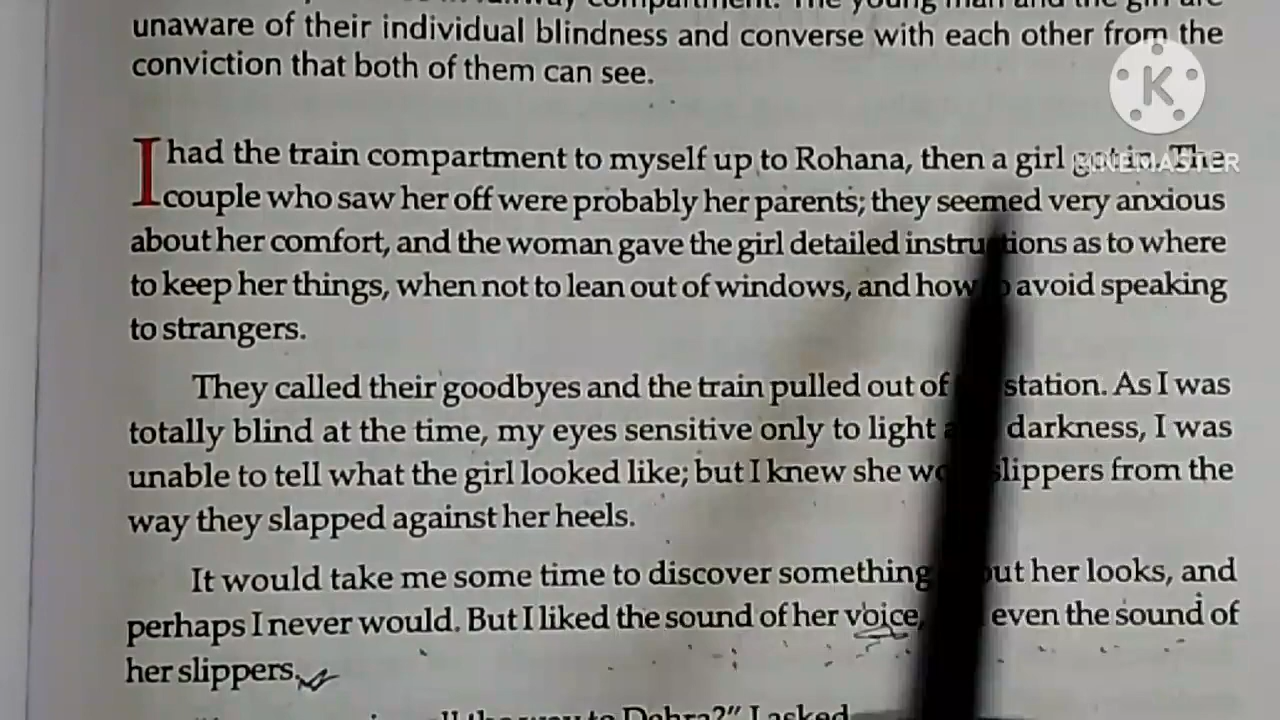 unaware of their individual blindness and converse with each other from the
conviction that both of them can see.
I had the train compartment to myself up to Rohana, then a girl The
couple who saw her off were probably her parents; they seemed very anxious
about her comfort, and the woman gave the girl detailed instructions as to where
to keep her things, when not to lean out of windows, and how avoid speaking
to strangers.
They called their goodbyes and the train pulled out of station. As I was
totally blind at the time, my eyes sensitive only to light darkness, I was
unable to tell what the girl looked like; but I knew she slippers from the
way they slapped against her heels.
It would take me some time to discover something her looks, and
perhaps I never would. But I liked the sound of her voice, even the sound of
her slippers.
to Dehra?" I asked
K
KINEMASTER